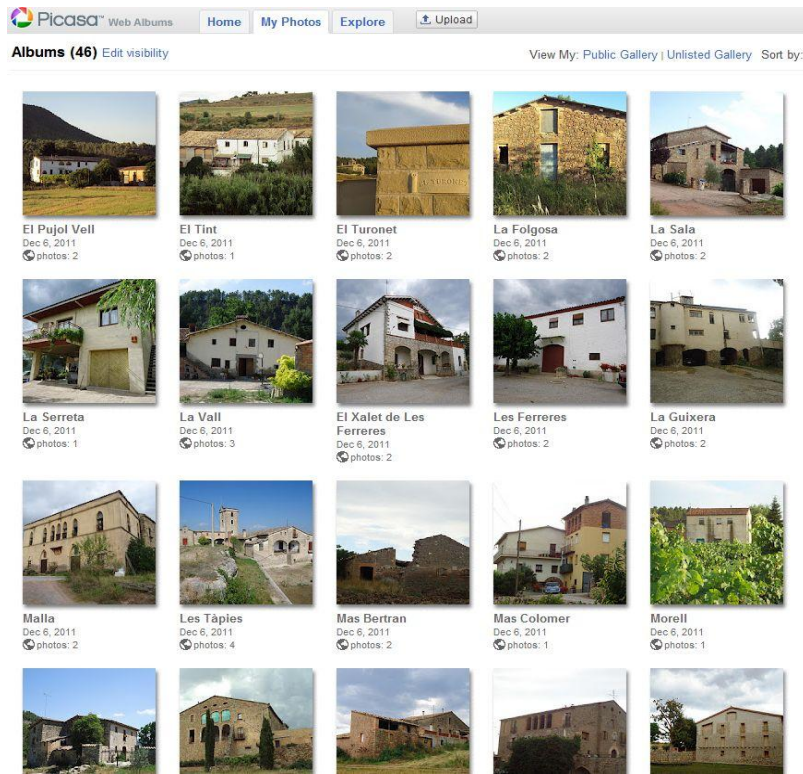 Picasa™ Web Albums Home My Photos Explore Upload
Albums (46) Edit visibility View My: Public Gallery | Unlisted Gallery Sort by:
El Pujol Vell
Dec 6, 2011
photos: 2
El Tint
Dec 6, 2011
photos: 1
El Turonet
Dec 6, 2011
photos: 2
La Folgosa
Dec 6, 2011
photos: 2
La Sala
Dec 6, 2011
photos: 2
La Serreta
Dec 6, 2011
photos: 1
La Vall
Dec 6, 2011
photos: 3
El Xalet de Les
Ferreres
Dec 6, 2011
photos: 2
Les Ferreres
Dec 6, 2011
photos: 2
La Guixera
Dec 6, 2011
photos: 2
Malla
Dec 6, 2011
photos: 2
Les Tàpies
Dec 6, 2011
photos: 4
Mas Bertran
Dec 6, 2011
photos: 2
Mas Colomer
Dec 6, 2011
photos: 1
Morell
Dec 6, 2011
photos: 1